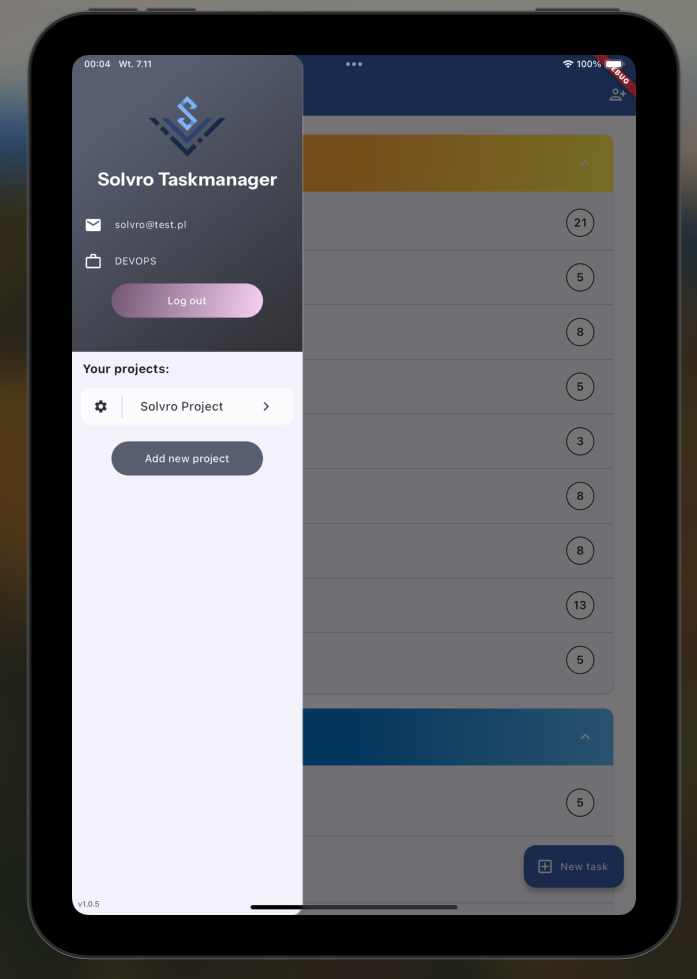 00:04 Wt. 7.11
100%
DEBUG
Solvro Taskmanager
solvro@test.pl
DEVOPS
Log out
Your projects:
Solvro Project
Add new project
21
5
8
5
3
8
8
13
5
5
New task
v1.0.5